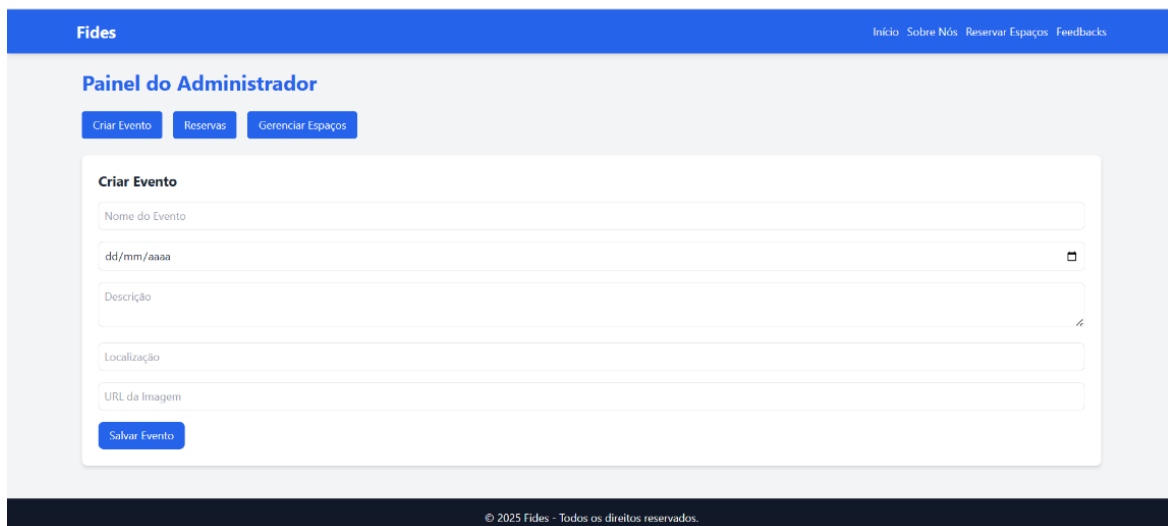 Fides
Início Sobre Nós Reservar Espaços Feedbacks
Painel do Administrador
Criar Evento Reservas Gerenciar Espaços
Criar Evento
Nome do Evento
dd/mm/aaaa
Descrição
Localização
URL da Imagem
Salvar Evento
© 2025 Fides - Todos os direitos reservados.